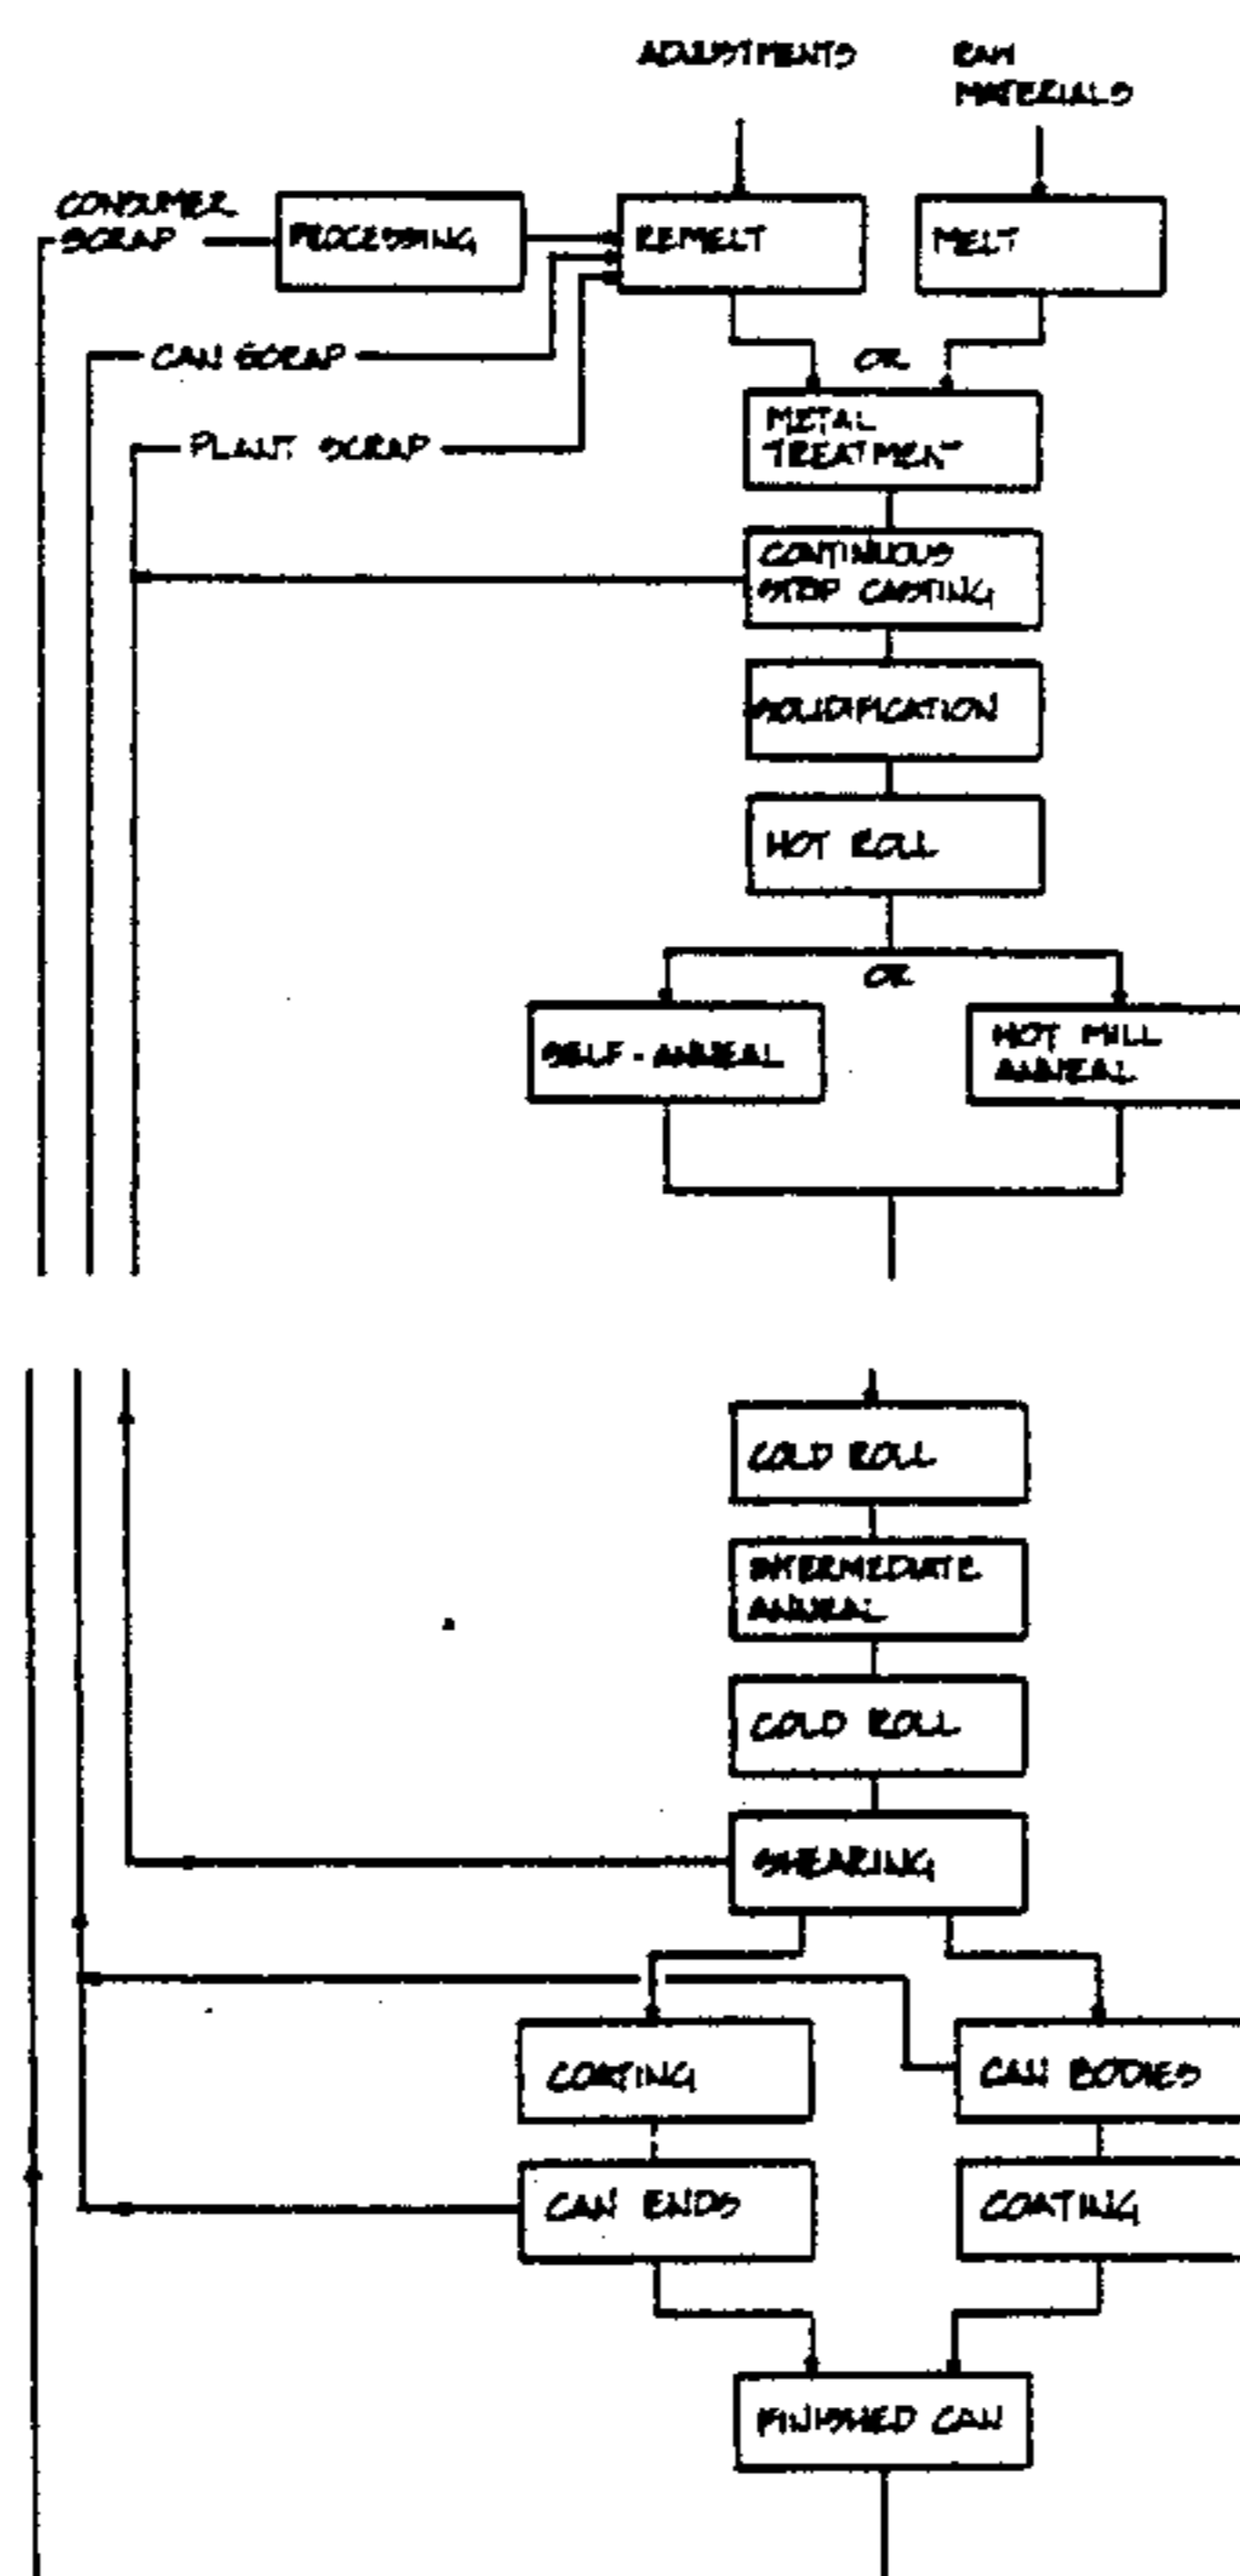 ADJUSTMENTS
RAW
MATERIALS
CONSUMER
SCRAP
PROCESSING
REMELT
MELT
CAN SCRAP
OR
PLANT SCRAP
METAL
TREATMENT
CONTINUOUS
STRIP CASTING
SOLIDIFICATION
HOT ROLL
OR
SELF-ANNEAL
HOT MILL
ANNEAL
COLD ROLL
INTERMEDIATE
ANNEAL
COLD ROLL
SHEARING
COATING
CAN BODIES
CAN ENDS
COATING
FINISHED CAN